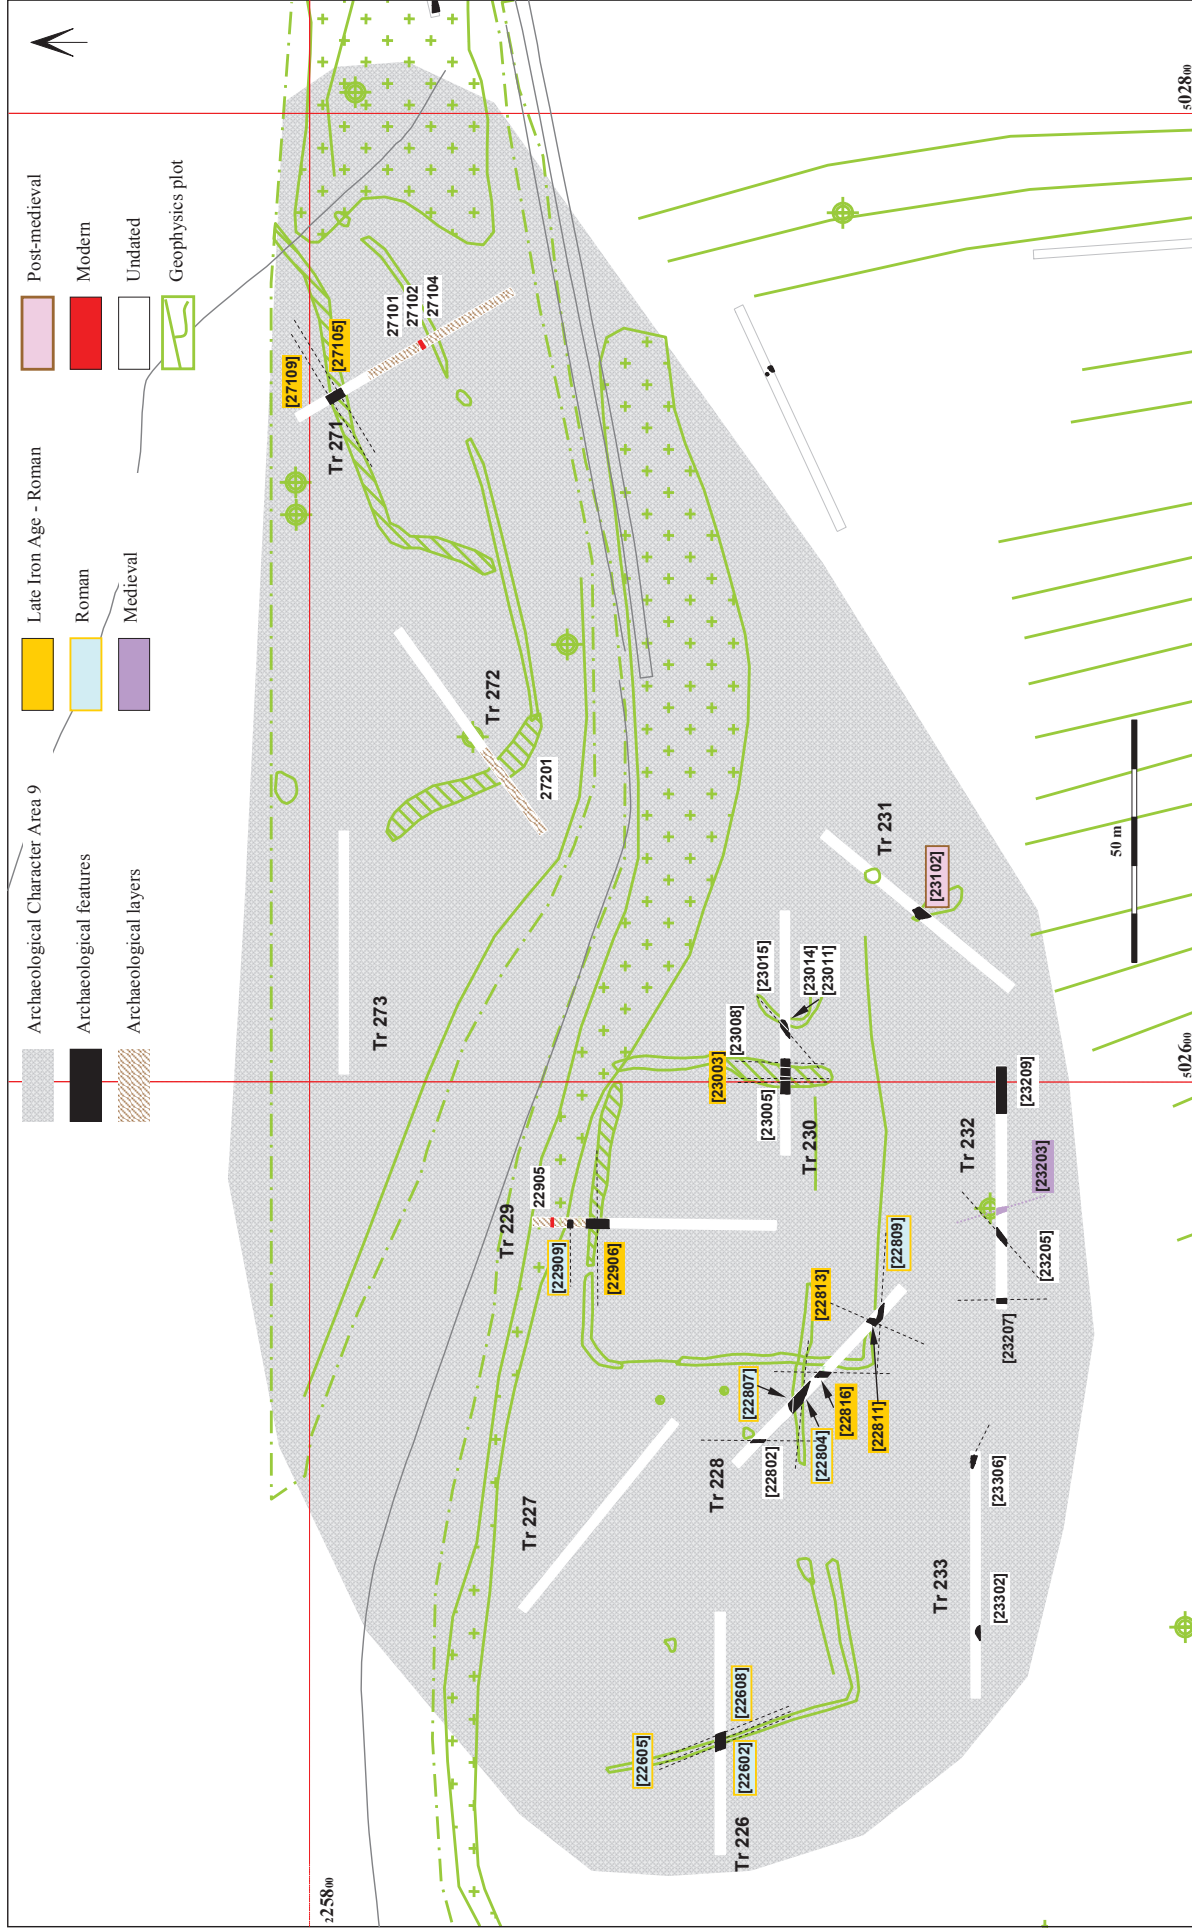 Archaeological Character Area 9
Archaeological features
Archaeological layers
Late Iron Age - Roman
Roman
Medieval
Post-medieval
Modern
Undated
Geophysics plot
225800
502600
502800
50 m
Tr 226
[22605]
[22602]
[22608]
Tr 227
Tr 228
[22802]
[22807]
[22804]
[22816]
[22811]
[22813]
[22809]
Tr 229
22905
[22909]
[22906]
Tr 230
[23005]
[23003]
[23008]
[23015]
[23014]
[23011]
Tr 231
[23102]
Tr 232
[23207]
[23205]
[23203]
[23209]
Tr 233
[23302]
[23306]
Tr 271
[27109]
[27105]
27101
27102
27104
Tr 272
27201
Tr 273